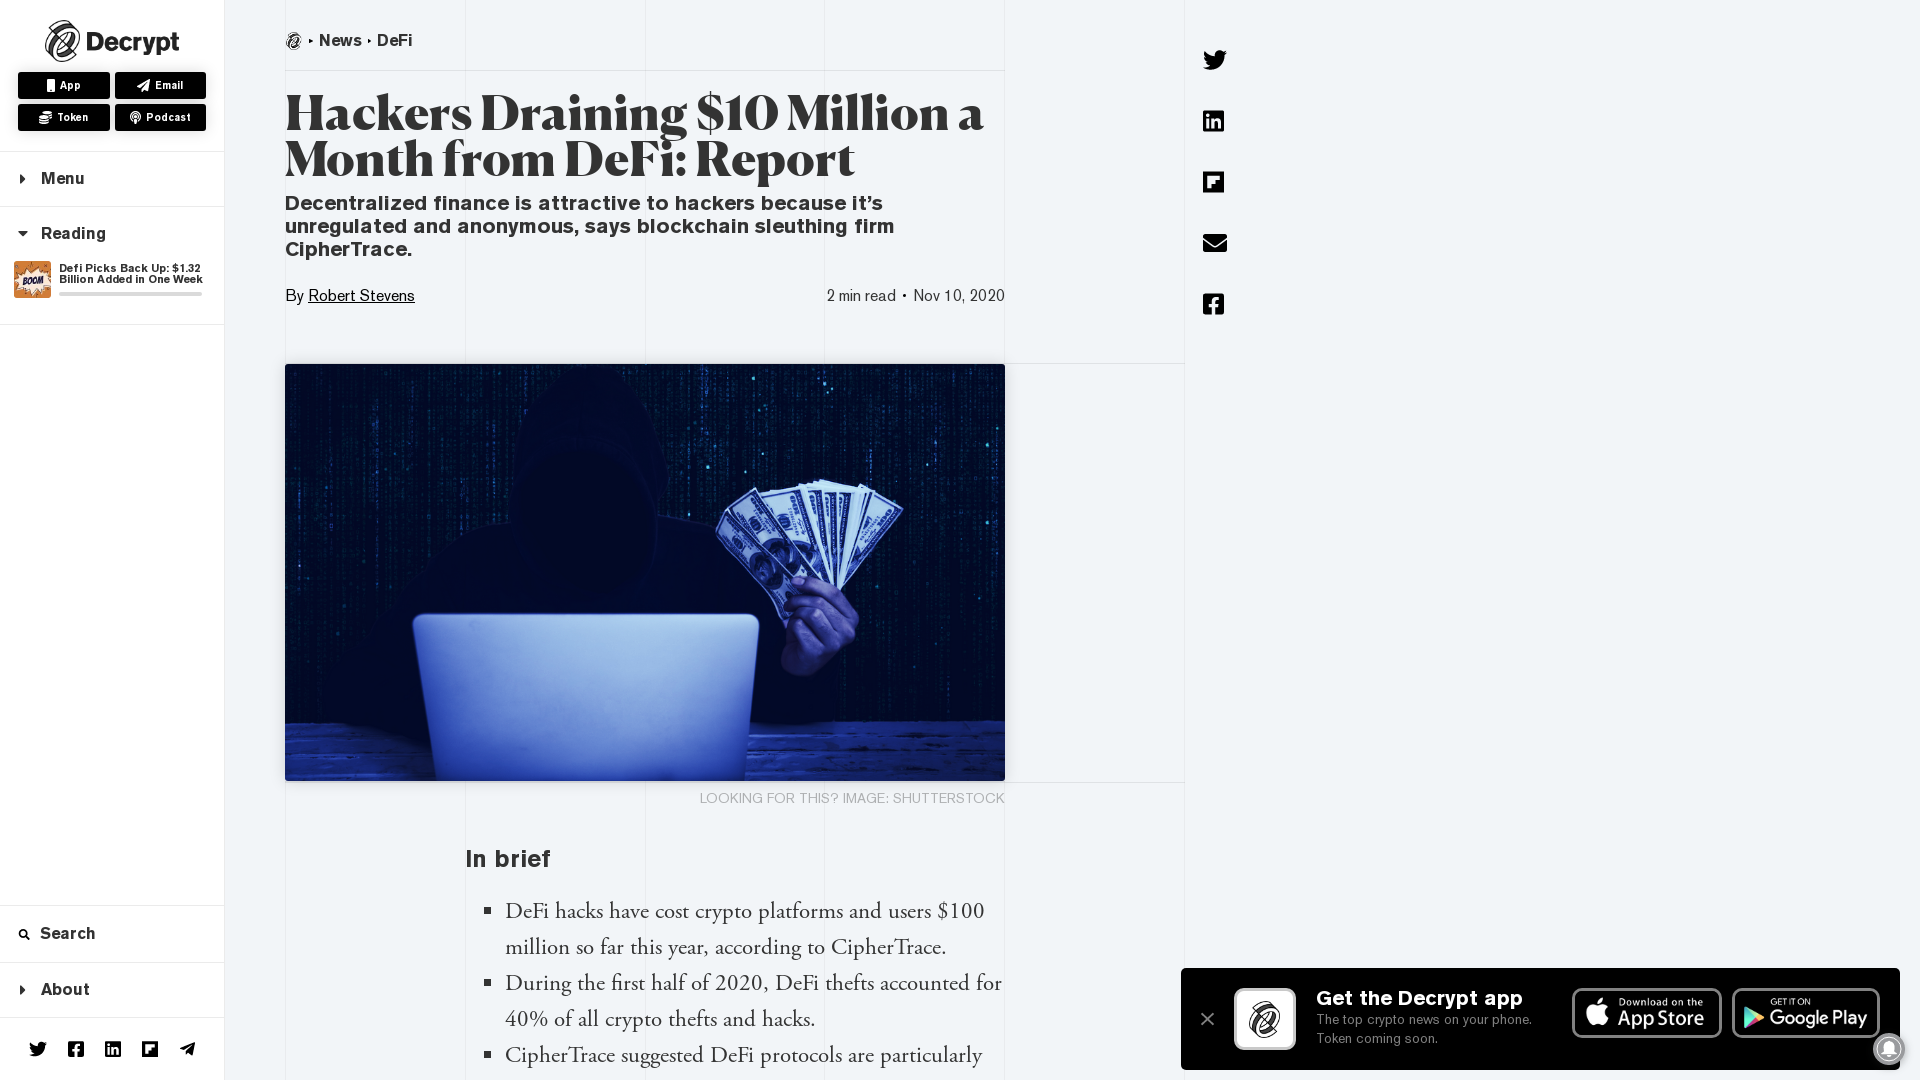 Decrypt
App
Email
Token
Podcast
Menu
Reading
BOOM
Defi Picks Back Up: $1.32
Billion Added in One Week
Search
About
News
DeFi
Hackers Draining $10 Million a
Month from DeFi: Report
Decentralized finance is attractive to hackers because it’s
unregulated and anonymous, says blockchain sleuthing firm
CipherTrace.
By Robert Stevens
2 min read • Nov 10, 2020
LOOKING FOR THIS? IMAGE: SHUTTERSTOCK
In brief
DeFi hacks have cost crypto platforms and users $100
million so far this year, according to CipherTrace.
During the first half of 2020, DeFi thefts accounted for
40% of all crypto thefts and hacks.
CipherTrace suggested DeFi protocols are particularly
Get the Decrypt app
The top crypto news on your phone.
Token coming soon.
Download on the
App Store
GET IT ON
Google Play